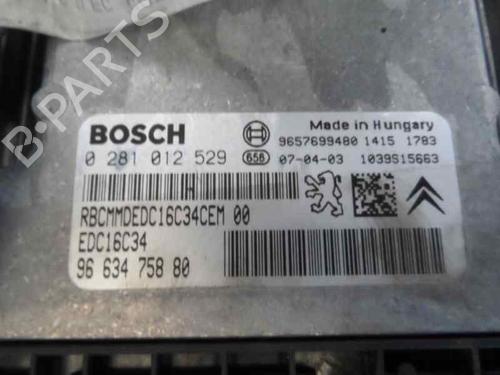 B-PARTS
BOSCH
Made in Hungary
9657699480 1415 1783
0 281 012 529
656 07-04-03 1039S15663
RBCMMDEDC16C34CEM 00
EDC16C34
96 634 758 80